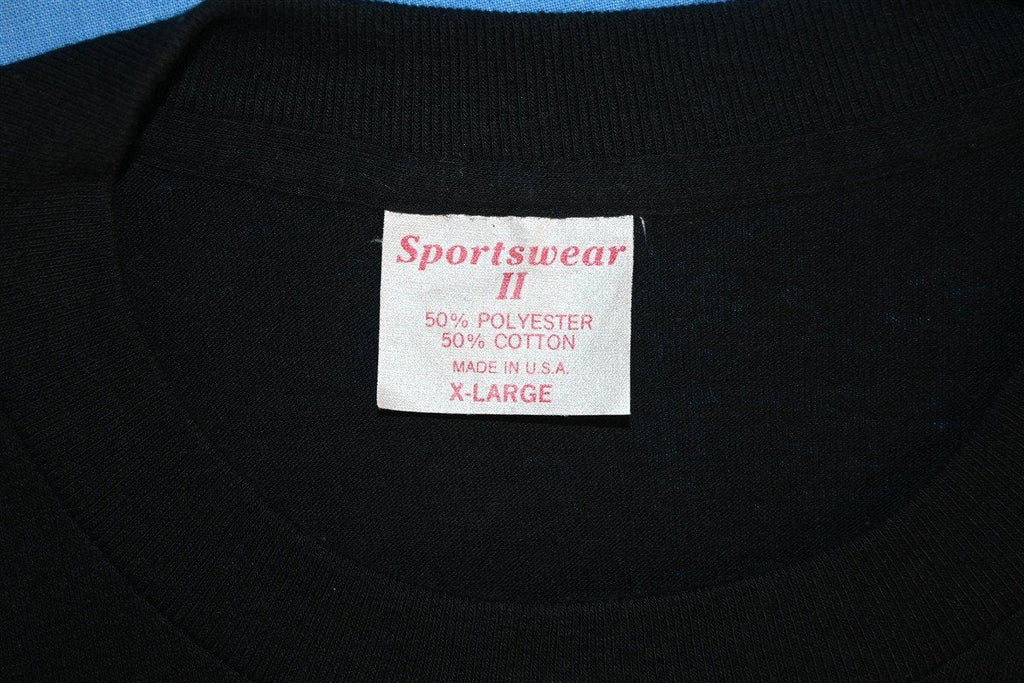 Sportswear
II
50% POLYESTER
50% COTTON
MADE IN U.S.A.
X-LARGE